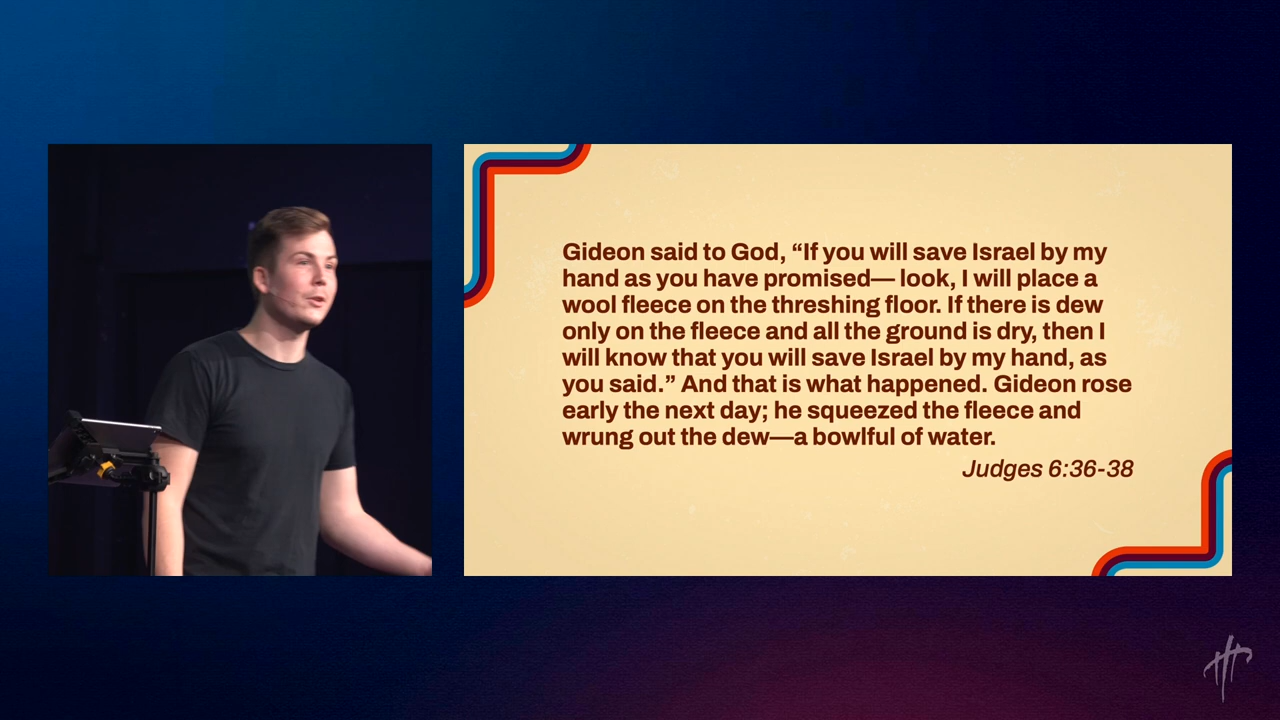 Gideon said to God, “If you will save Israel by my
hand as you have promised— look, I will place a
wool fleece on the threshing floor. If there is dew
only on the fleece and all the ground is dry, then I
will know that you will save Israel by my hand, as
you said.” And that is what happened. Gideon rose
early the next day; he squeezed the fleece and
wrung out the dew—a bowlful of water.
Judges 6:36-38